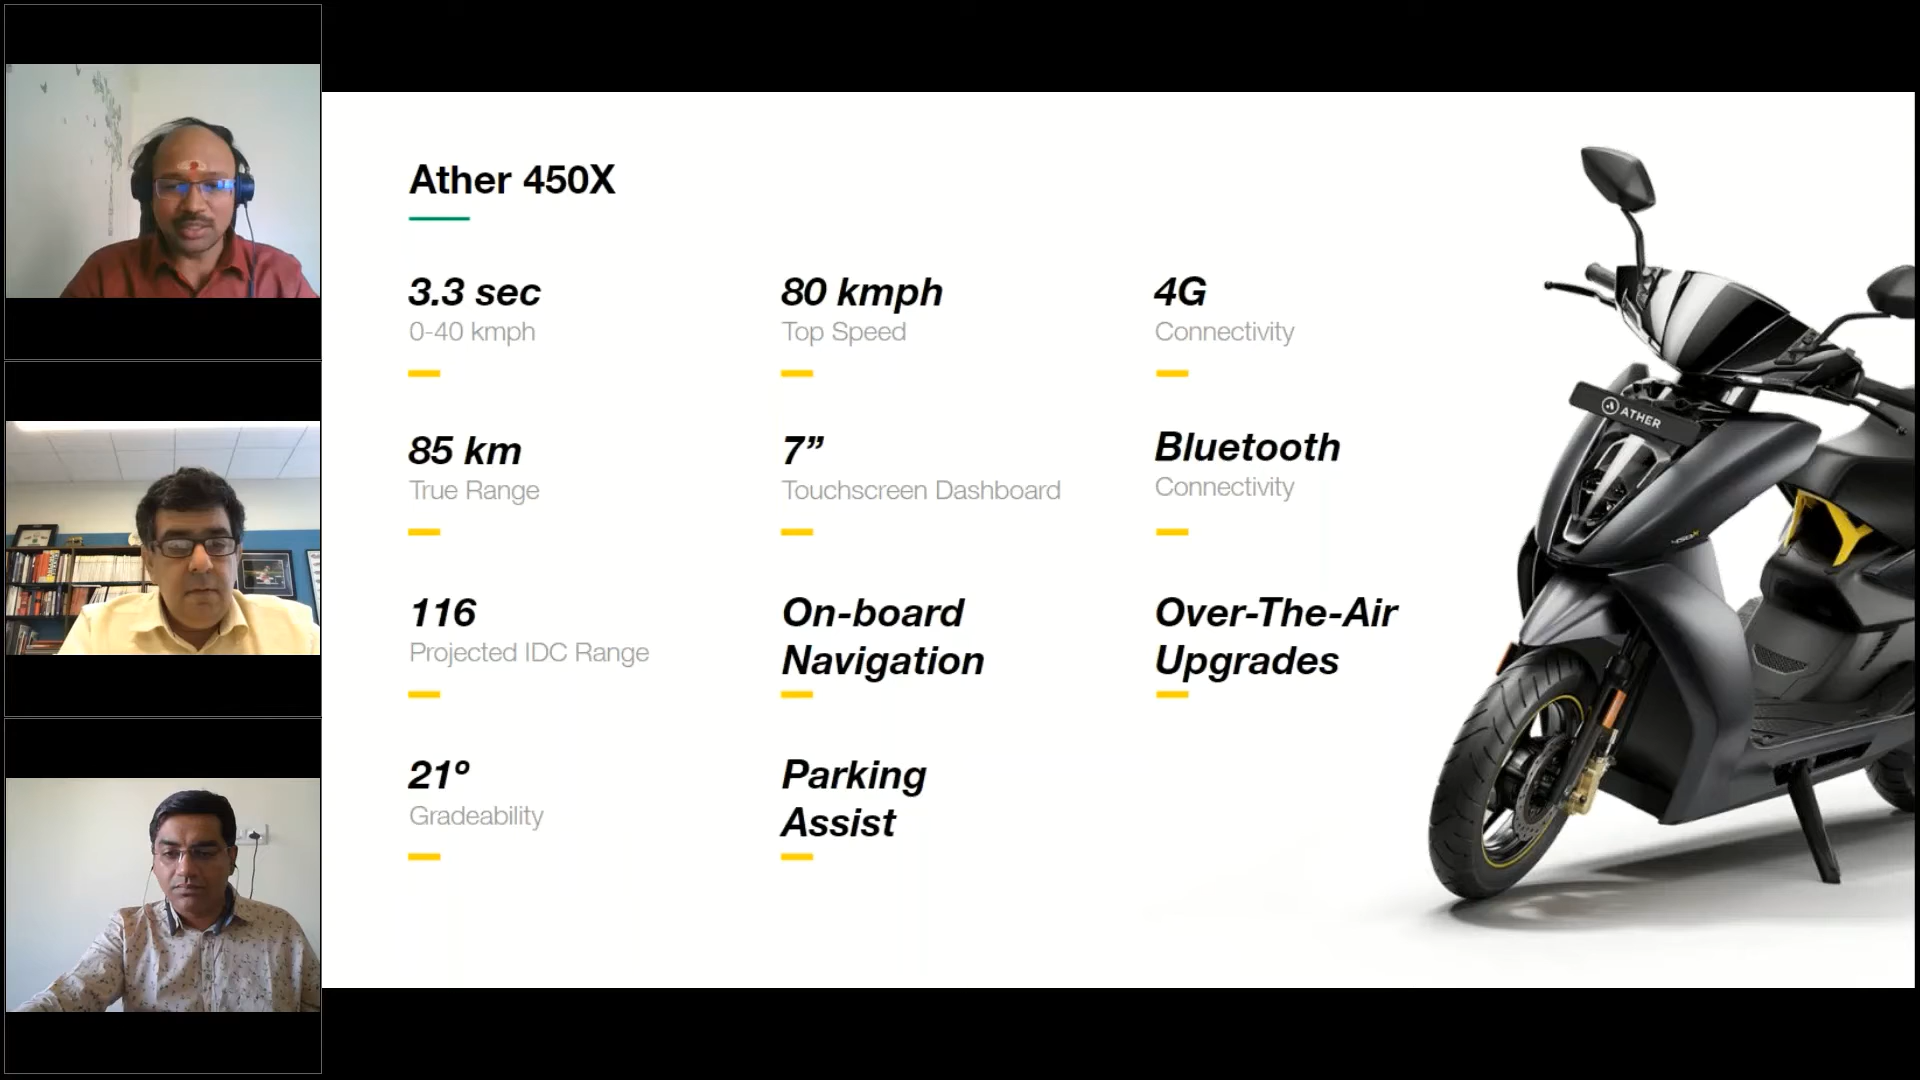 Ather 450X
3.3 sec
0-40 kmph
80 kmph
Top Speed
4G
Connectivity
85 km
True Range
7”
Touchscreen Dashboard
Bluetooth
Connectivity
116
Projected IDC Range
On-board
Navigation
Over-The-Air
Upgrades
21º
Gradeability
Parking
Assist
ATHER
450X